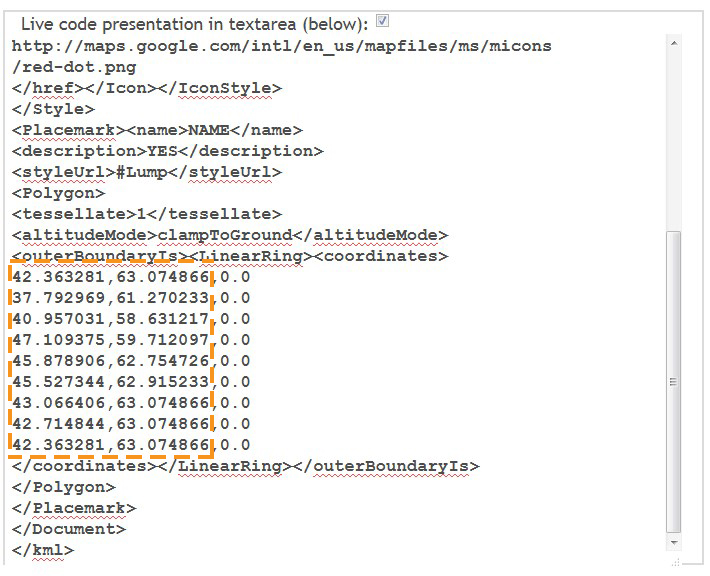 Live code presentation in textarea (below):
http://maps.google.com/intl/en_us/mapfiles/ms/micons
/red-dot.png
</href></Icon></IconStyle>
</Style>
<Placemark><name>NAME</name>
<description>YES</description>
<styleUrl>#Lump</styleUrl>
<Polygon>
<tessellate>1</tessellate>
<altitudeMode>clampToGround</altitudeMode>
<outerBoundaryIs><LinearRing><coordinates>
42.363281,63.074866,0.0
37.792969,61.270233,0.0
40.957031,58.631217,0.0
47.109375,59.712097,0.0
45.878906,62.754726,0.0
45.527344,62.915233,0.0
43.066406,63.074866,0.0
42.714844,63.074866,0.0
42.363281,63.074866,0.0
</coordinates></LinearRing></outerBoundaryIs>
</Polygon>
</Placemark>
</Document>
</kml>